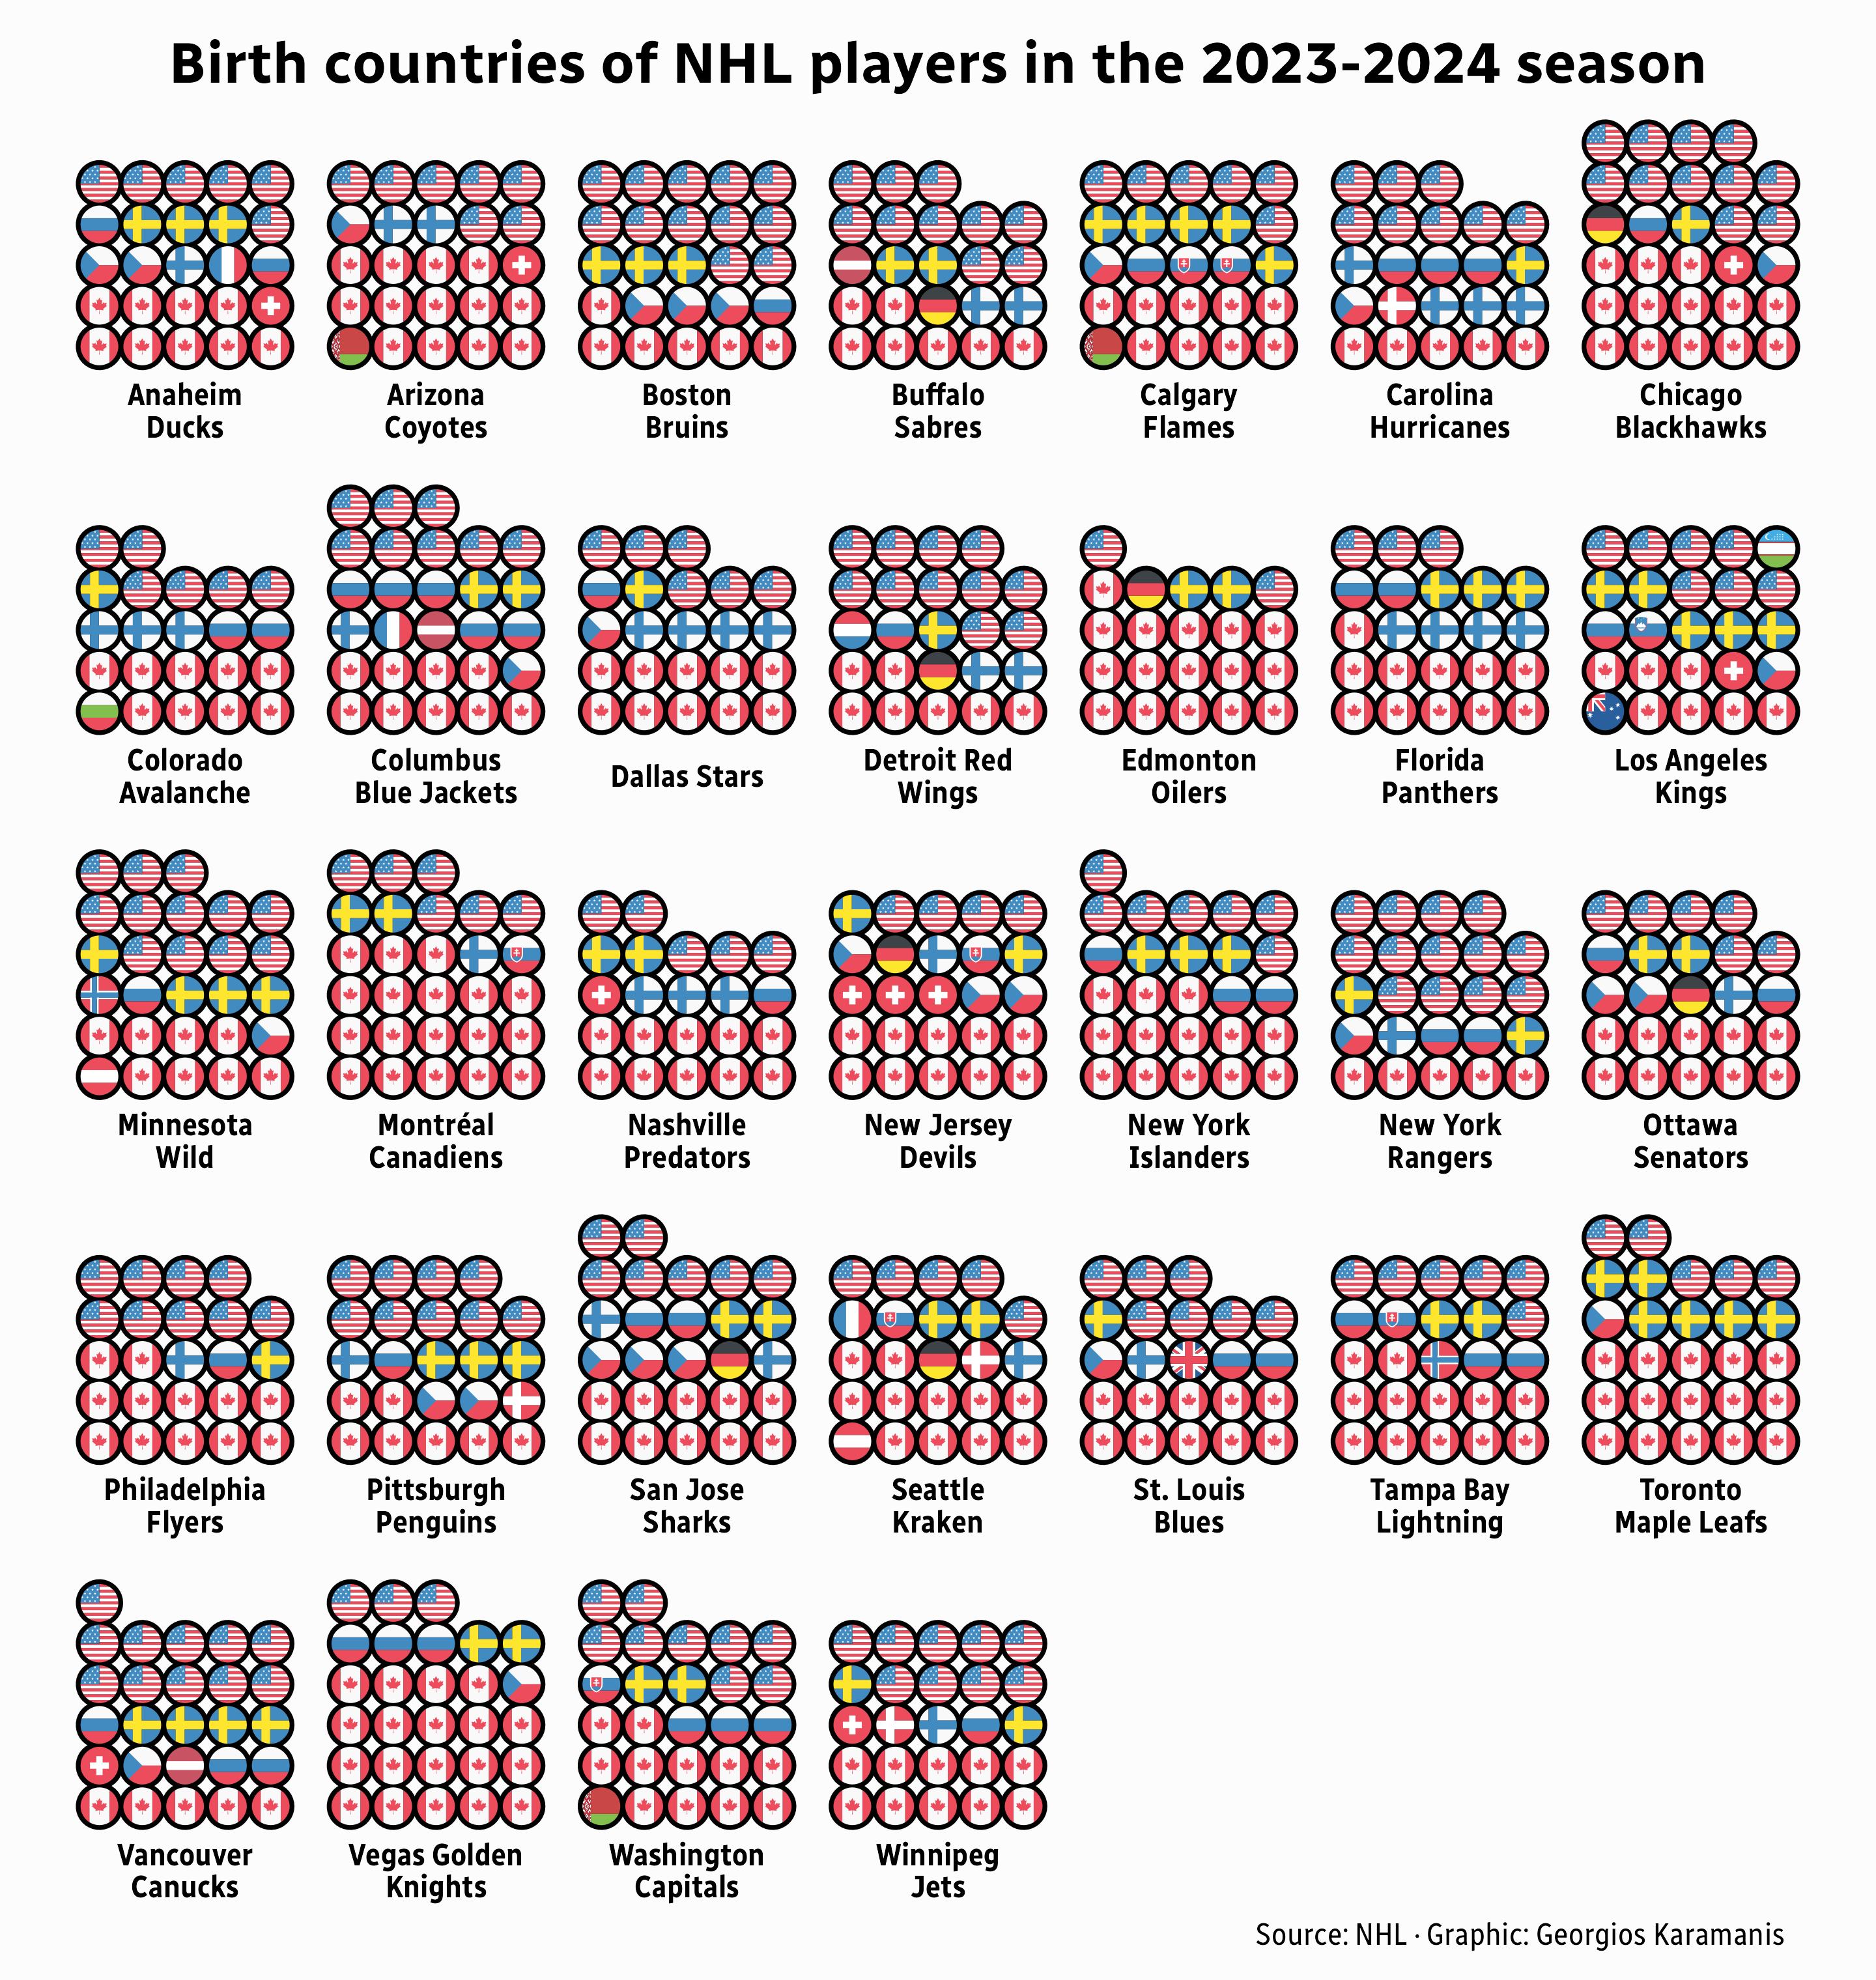 Birth countries of NHL players in the 2023-2024 season
Anaheim
Ducks
Arizona
Coyotes
Boston
Bruins
Buffalo
Sabres
Calgary
Flames
Carolina
Hurricanes
Chicago
Blackhawks
Colorado
Avalanche
Columbus
Blue Jackets
Dallas Stars
Detroit Red
Wings
Edmonton
Oilers
Florida
Panthers
Los Angeles
Kings
Minnesota
Wild
Montréal
Canadiens
Nashville
Predators
New Jersey
Devils
New York
Islanders
New York
Rangers
Ottawa
Senators
Philadelphia
Flyers
Pittsburgh
Penguins
San Jose
Sharks
Seattle
Kraken
St. Louis
Blues
Tampa Bay
Lightning
Toronto
Maple Leafs
Vancouver
Canucks
Vegas Golden
Knights
Washington
Capitals
Winnipeg
Jets
Source: NHL · Graphic: Georgios Karamanis